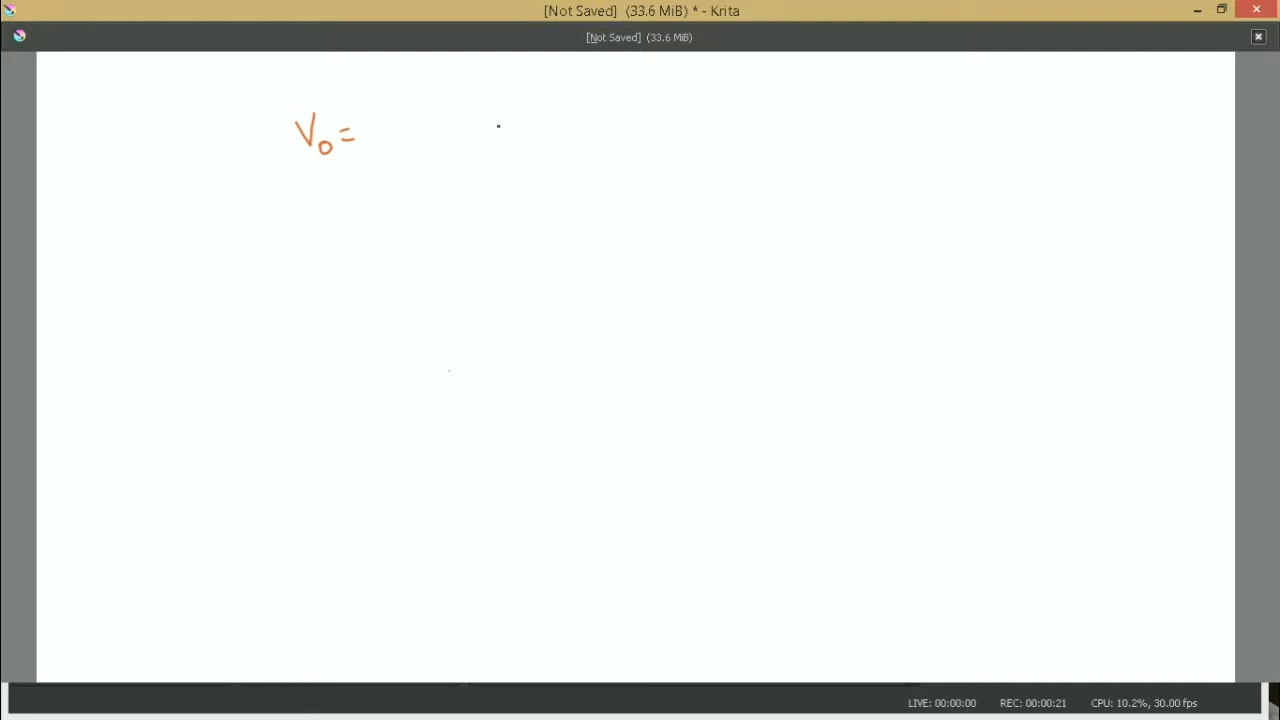 [Not Saved] (33.6 MiB) * - Krita
[Not Saved] (33.6 MiB)
V₀=
LIVE: 00:00:00 REC: 00:00:21 CPU: 10.2%, 30.00 fps